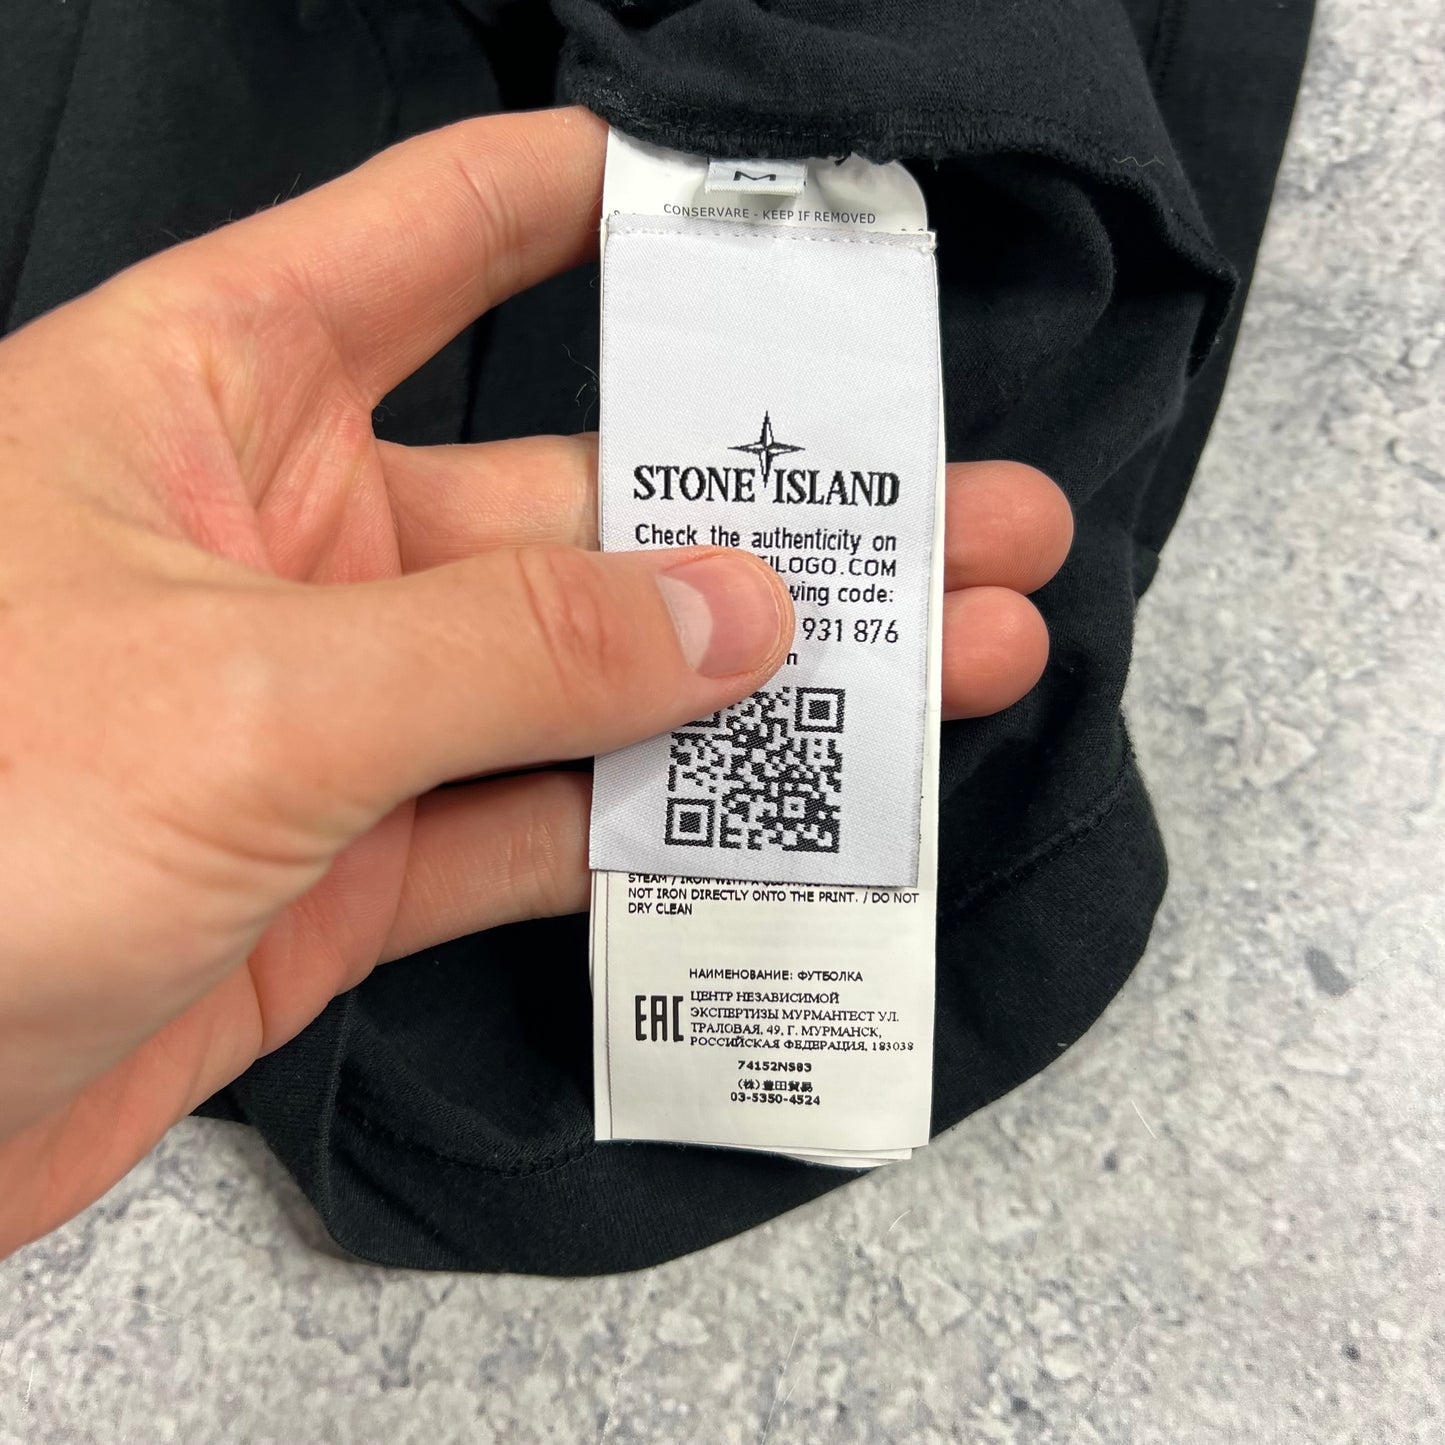 M
CONSERVARE - KEEP IF REMOVED
STONE ISLAND
Check the authenticity on
ILOGO.COM
wing code:
931 876
n
STEAM / IRON WITH A
NOT IRON DIRECTLY ONTO THE PRINT. / DO NOT
DRY CLEAN
НАИМЕНОВАНИЕ: ФУТБОЛКА
EAC
ЦЕНТР НЕЗАВИСИМОЙ
ЭКСПЕРТИЗЫ МУРМАНТЕСТ УЛ.
ТРАЛОВАЯ, 49, Г. МУРМАНСК,
РОССИЙСКАЯ ФЕДЕРАЦИЯ, 183038
74152NS83
(株)豊田貿易
03-5350-4524